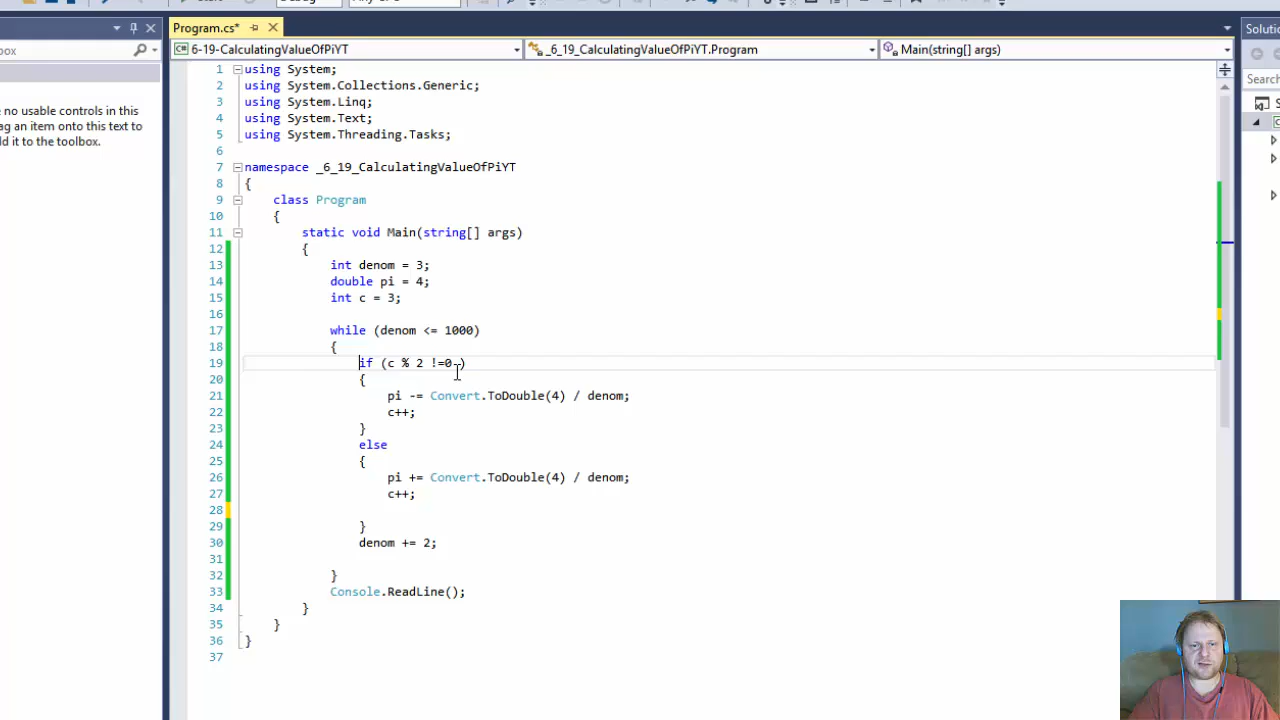 Program.cs*
Solutio
box
6-19-CalculatingValueOfPiYT
_6_19_CalculatingValueOfPiYT.Program
Main(string[] args)
Search
e no usable controls in this
ag an item onto this text to
dd it to the toolbox.
1 using System;
2 using System.Collections.Generic;
3 using System.Linq;
4 using System.Text;
5 using System.Threading.Tasks;
6
7 namespace _6_19_CalculatingValueOfPiYT
8 {
9 class Program
10 {
11 static void Main(string[] args)
12 {
13 int denom = 3;
14 double pi = 4;
15 int c = 3;
16
17 while (denom <= 1000)
18 {
19 if (c % 2 !=0 )
20 {
21 pi -= Convert.ToDouble(4) / denom;
22 c++;
23 }
24 else
25 {
26 pi += Convert.ToDouble(4) / denom;
27 c++;
28
29 }
30 denom += 2;
31
32 }
33 Console.ReadLine();
34 }
35 }
36 }
37